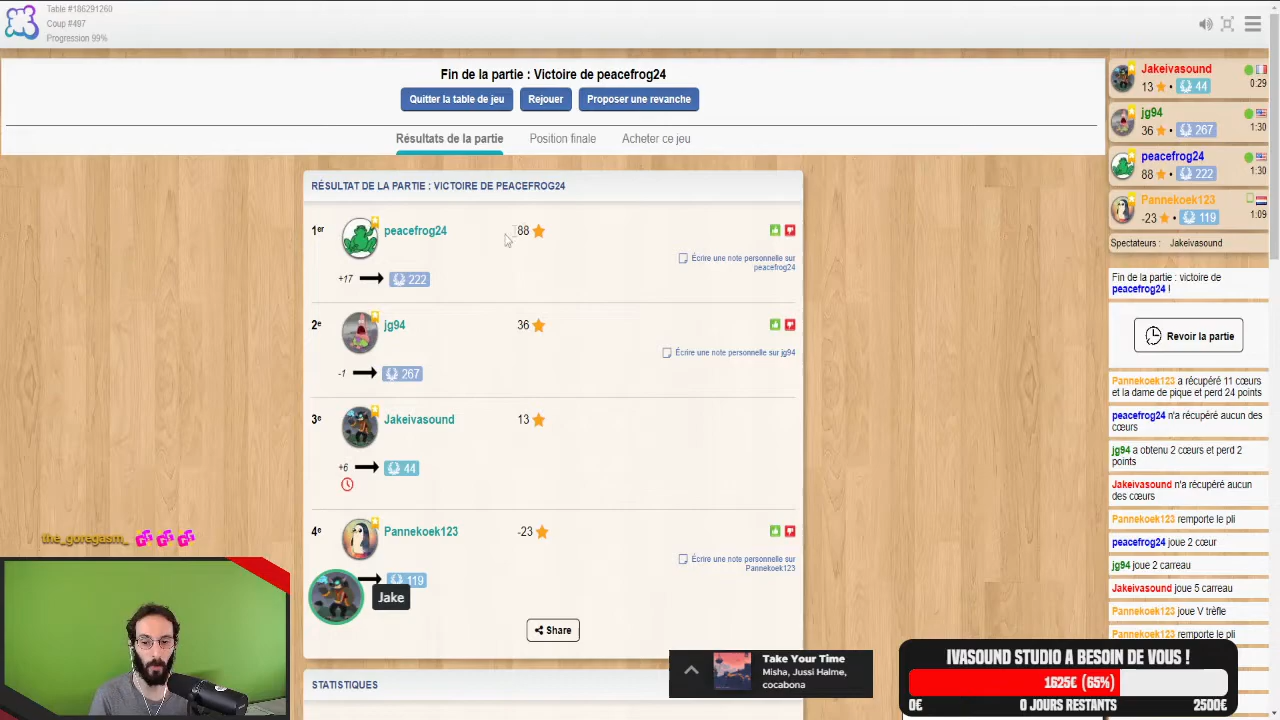 Table #186291260
Coup #497
Progression 99%
Fin de la partie : Victoire de peacefrog24
Quitter la table de jeu
Rejouer
Proposer une revanche
Résultats de la partie
Position finale
Acheter ce jeu
RÉSULTAT DE LA PARTIE : VICTOIRE DE PEACEFROG24
1er
peacefrog24
88
Écrire une note personnelle sur
peacefrog24
+17
222
2e
jg94
36
Écrire une note personnelle sur jg94
-1
267
3e
Jakeivasound
13
+6
44
4e
Pannekoek123
-23
Écrire une note personnelle sur
Pannekoek123
119
Jake
Share
STATISTIQUES
the_goregasm_
Take Your Time
Misha, Jussi Halme,
cocabona
Jakeivasound
13 • 44
0:29
jg94
36 • 267
1:30
peacefrog24
88 • 222
1:30
Pannekoek123
-23 • 119
1:09
Spectateurs : Jakeivasound
Fin de la partie : victoire de
peacefrog24 !
Revoir la partie
Pannekoek123 a récupéré 11 cœurs
et la dame de pique et perd 24 points
peacefrog24 n'a récupéré aucun des
cœurs
jg94 a obtenu 2 cœurs et perd 2
points
Jakeivasound n'a récupéré aucun
des cœurs
Pannekoek123 remporte le pli
peacefrog24 joue 2 cœur
jg94 joue 2 carreau
Jakeivasound joue 5 carreau
Pannekoek123 joue V trèfle
Pannekoek123 remporte le pli
IVASOUND STUDIO A BESOIN DE VOUS !
1625€ (65%)
0€
0 JOURS RESTANTS
2500€